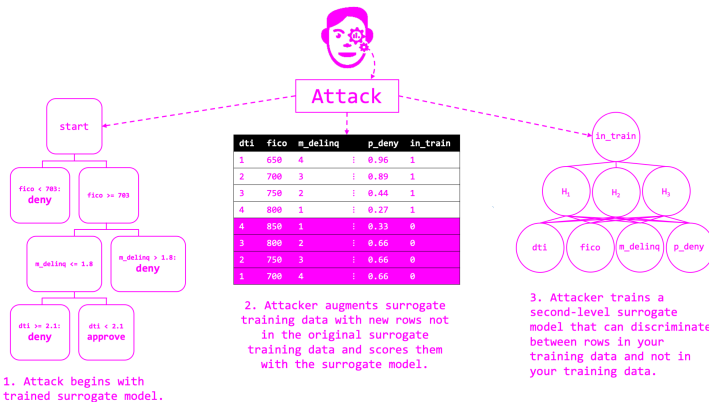 Attack
start
fico < 703:
deny
fico >= 703
m_delinq <= 1.8
m_delinq > 1.8:
deny
dti >= 2.1:
deny
dti < 2.1
approve
1. Attack begins with
trained surrogate model.
dti fico m_delinq p_deny in_train
1 650 4 ⋮ 0.96 1
2 700 3 ⋮ 0.89 1
3 750 2 ⋮ 0.44 1
4 800 1 ⋮ 0.27 1
4 850 1 ⋮ 0.33 0
3 800 2 ⋮ 0.66 0
2 750 3 ⋮ 0.66 0
1 700 4 ⋮ 0.66 0
2. Attacker augments surrogate
training data with new rows not
in the original surrogate
training data and scores them
with the surrogate model.
in_train
H₁ H₂ H₃
dti fico m_delinq p_deny
3. Attacker trains a
second-level surrogate
model that can discriminate
between rows in your
training data and not in
your training data.